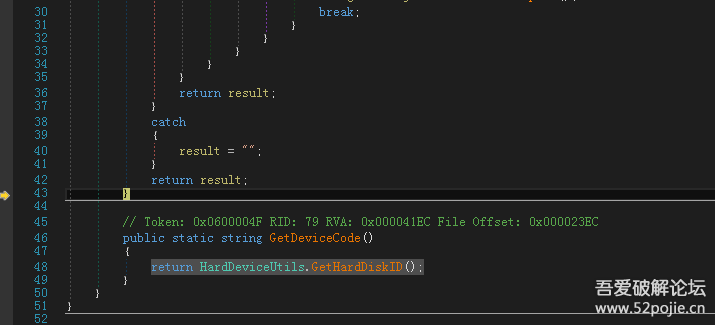 30 break;
31 }
32 }
33 }
34 }
35 }
36 return result;
37 }
38 catch
39 {
40 result = "";
41 }
42 return result;
43 }
44
45 // Token: 0x0600004F RID: 79 RVA: 0x000041EC File Offset: 0x000023EC
46 public static string GetDeviceCode()
47 {
48 return HardDeviceUtils.GetHardDiskID();
49 }
50 }
51 }
52
吾爱破解论坛
www.52pojie.cn